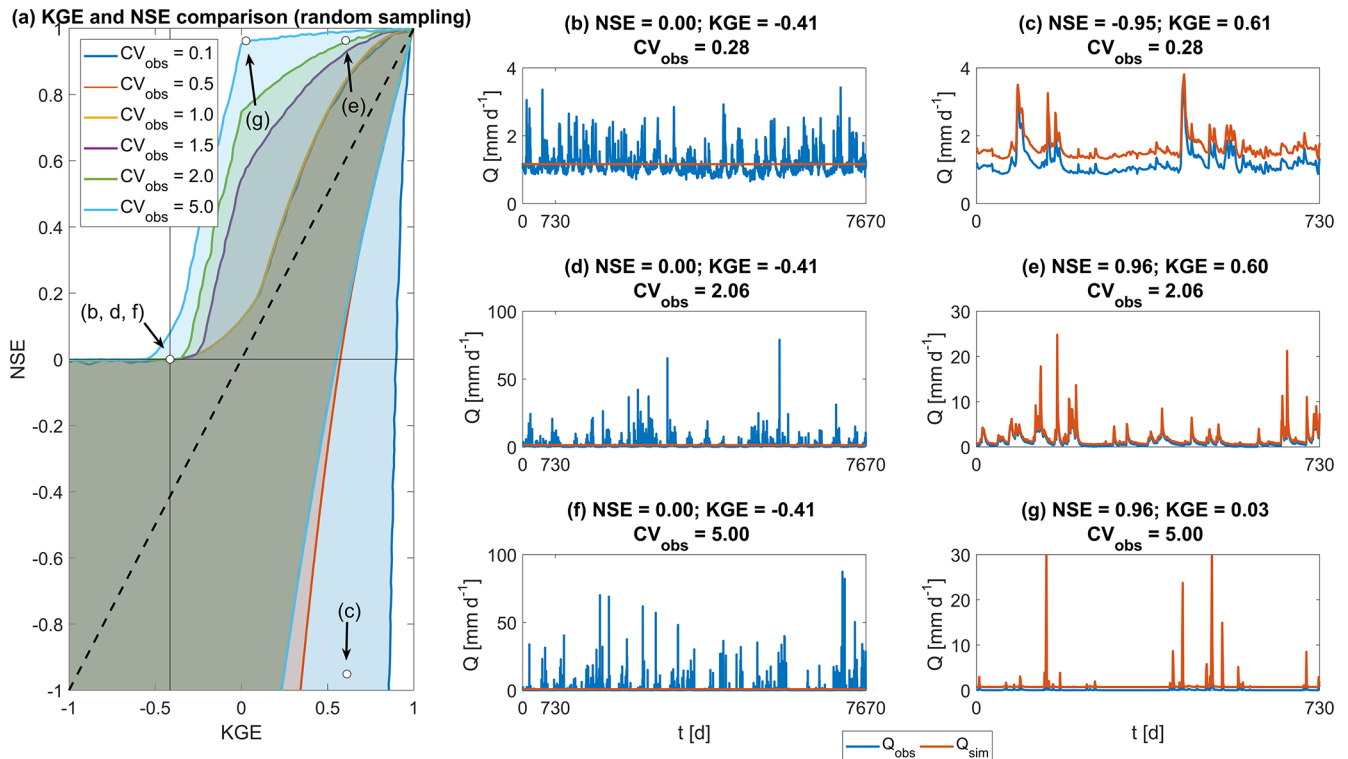 (a) KGE and NSE comparison (random sampling)
1
0.8
0.6
0.4
0.2
0
-0.2
-0.4
-0.6
-0.8
-1
NSE
-1
-0.5
0
0.5
1
KGE
CVobs = 0.1
CVobs = 0.5
CVobs = 1.0
CVobs = 1.5
CVobs = 2.0
CVobs = 5.0
(g)
(e)
(b, d, f)
(c)
(b) NSE = 0.00; KGE = -0.41
CVobs = 0.28
4
2
0
Q [mm d-1]
0
730
7670
(c) NSE = -0.95; KGE = 0.61
CVobs = 0.28
4
2
0
Q [mm d-1]
0
730
(d) NSE = 0.00; KGE = -0.41
CVobs = 2.06
100
50
0
Q [mm d-1]
0
730
7670
(e) NSE = 0.96; KGE = 0.60
CVobs = 2.06
30
20
10
0
Q [mm d-1]
0
730
(f) NSE = 0.00; KGE = -0.41
CVobs = 5.00
100
50
0
Q [mm d-1]
0
730
7670
t [d]
(g) NSE = 0.96; KGE = 0.03
CVobs = 5.00
30
20
10
0
Q [mm d-1]
0
730
t [d]
Qobs
Qsim